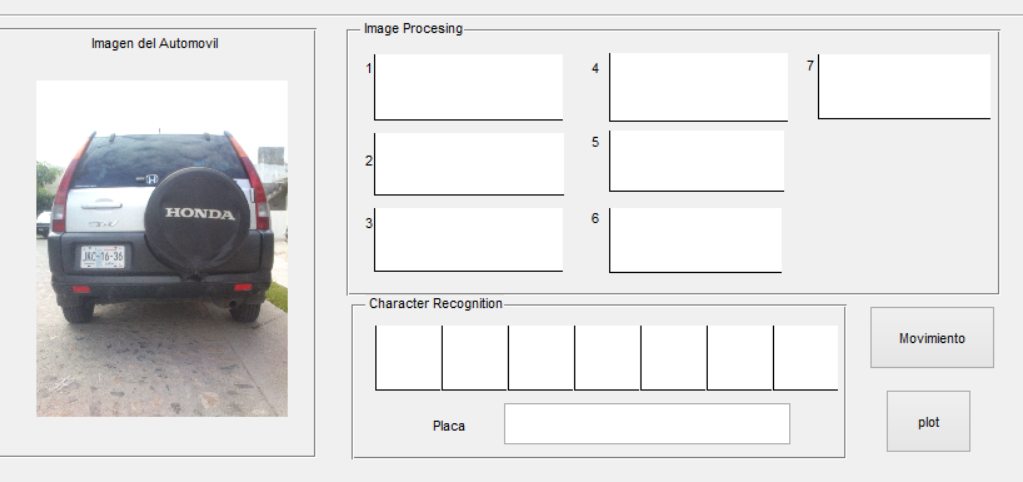 Imagen del Automovil
HONDA
JKC-16-36
Image Procesing
1
2
3
4
5
6
7
Character Recognition
Placa
Movimiento
plot